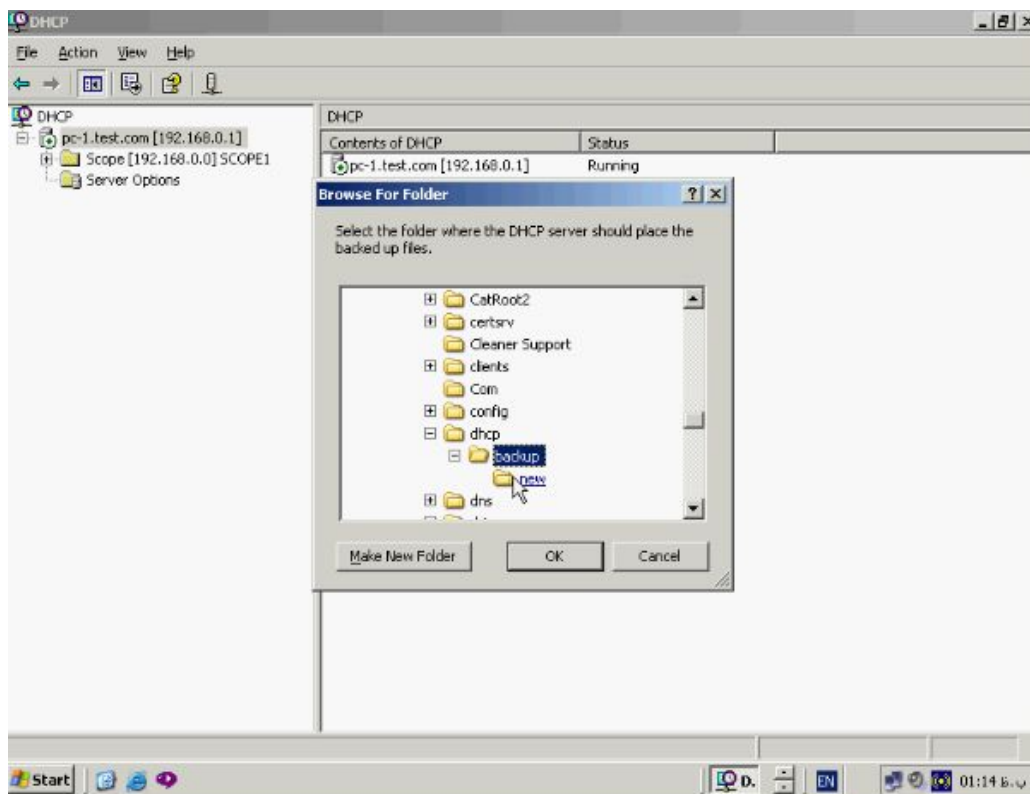 DHCP
File Action View Help
DHCP
pc-1.test.com [192.168.0.1]
Scope [192.168.0.0] SCOPE1
Server Options
DHCP
Contents of DHCP Status
pc-1.test.com [192.168.0.1] Running
Browse For Folder
Select the folder where the DHCP server should place the
backed up files.
CatRoot2
certsrv
Cleaner Support
clients
Com
config
dhcp
backup
new
dns
Make New Folder OK Cancel
Start D. EN 01:14 ب.ظ